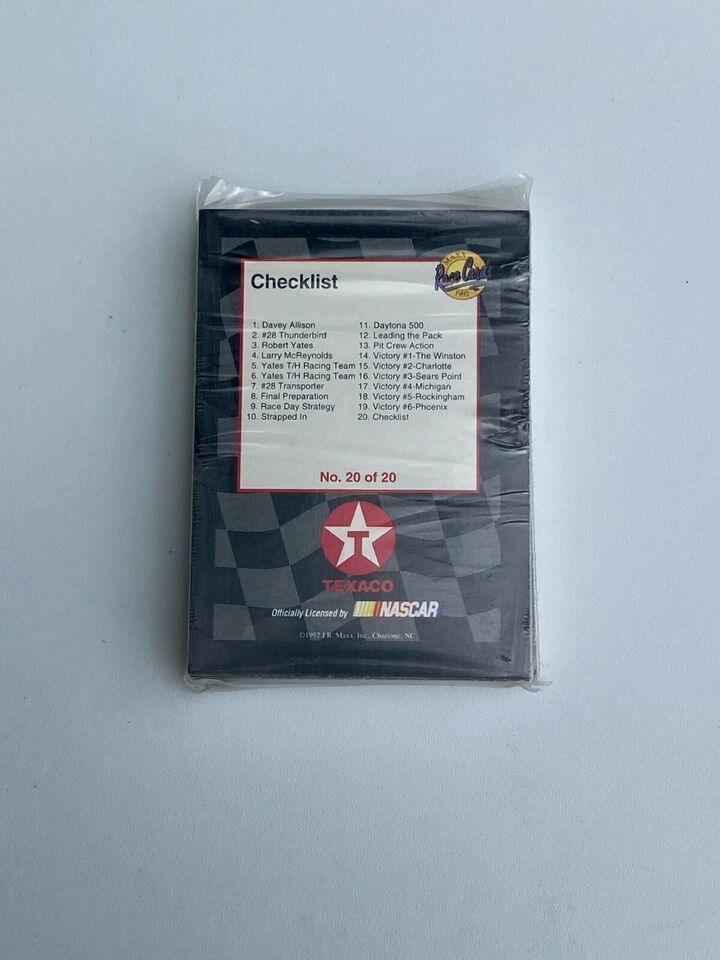 Checklist
MAXX
Race Cards
1992
1. Davey Allison
2. #28 Thunderbird
3. Robert Yates
4. Larry McReynolds
5. Yates T/H Racing Team
6. Yates T/H Racing Team
7. #28 Transporter
8. Final Preparation
9. Race Day Strategy
10. Strapped In
11. Daytona 500
12. Leading the Pack
13. Pit Crew Action
14. Victory #1-The Winston
15. Victory #2-Charlotte
16. Victory #3-Sears Point
17. Victory #4-Michigan
18. Victory #5-Rockingham
19. Victory #6-Phoenix
20. Checklist
No. 20 of 20
T
TEXACO
Officially Licensed by NASCAR
©1992 J.R. Maxx, Inc., Charlotte, NC